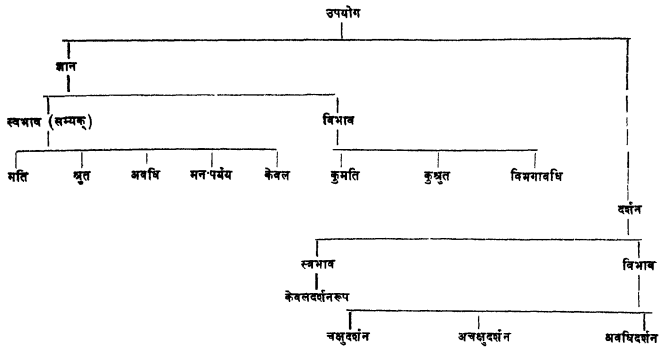 उपयोग
ज्ञान
स्वभाव (सम्यक्) विभाव
मति श्रुत अवधि मन·पर्यय केवल कुमति कुश्रुत विभगावधि
दर्शन
स्वभाव विभाव
केवलदर्शनरूप
चक्षुदर्शन अचक्षुदर्शन अवधिदर्शन